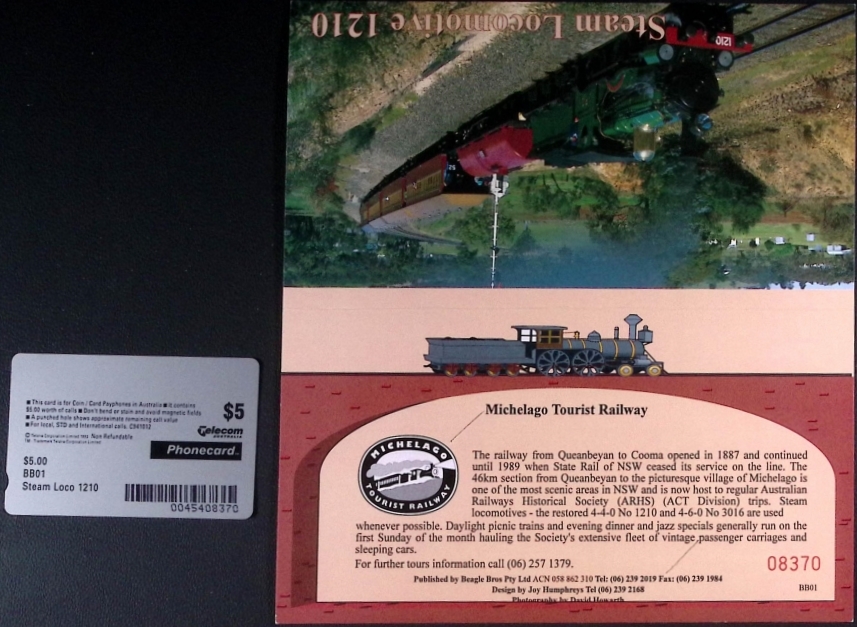 ■ This card is for Coin / Card Payphones in Australia ■ It contains
$5.00 worth of calls ■ Don't bend or stain and avoid magnetic fields
■ A punched hole shows approximate remaining call value
■ For local, STD and International calls.
$5
Telecom
AUSTRALIA
Non Refundable
Phonecard
$5.00
BB01
Steam Loco 1210
0045408370
Steam Locomotive 1210
1210
Michelago Tourist Railway
MICHELAGO
TOURIST RAILWAY
The railway from Queanbeyan to Cooma opened in 1887 and continued
until 1989 when State Rail of NSW ceased its service on the line. The
46km section from Queanbeyan to the picturesque village of Michelago is
one of the most scenic areas in NSW and is now host to regular Australian
Railways Historical Society (ARHS) (ACT Division) trips. Steam
locomotives - the restored 4-4-0 No 1210 and 4-6-0 No 3016 are used
whenever possible. Daylight picnic trains and evening dinner and jazz specials generally run on the
first Sunday of the month hauling the Society's extensive fleet of vintage passenger carriages and
sleeping cars.
For further tours information call (06) 257 1379.
08370
Published by Beagle Bros Pty Ltd ACN 058 862 310 Tel: (06) 239 2019 Fax: (06) 239 1984
Design by Joy Humphreys Tel (06) 239 2168
BB01
Photography by David Howarth